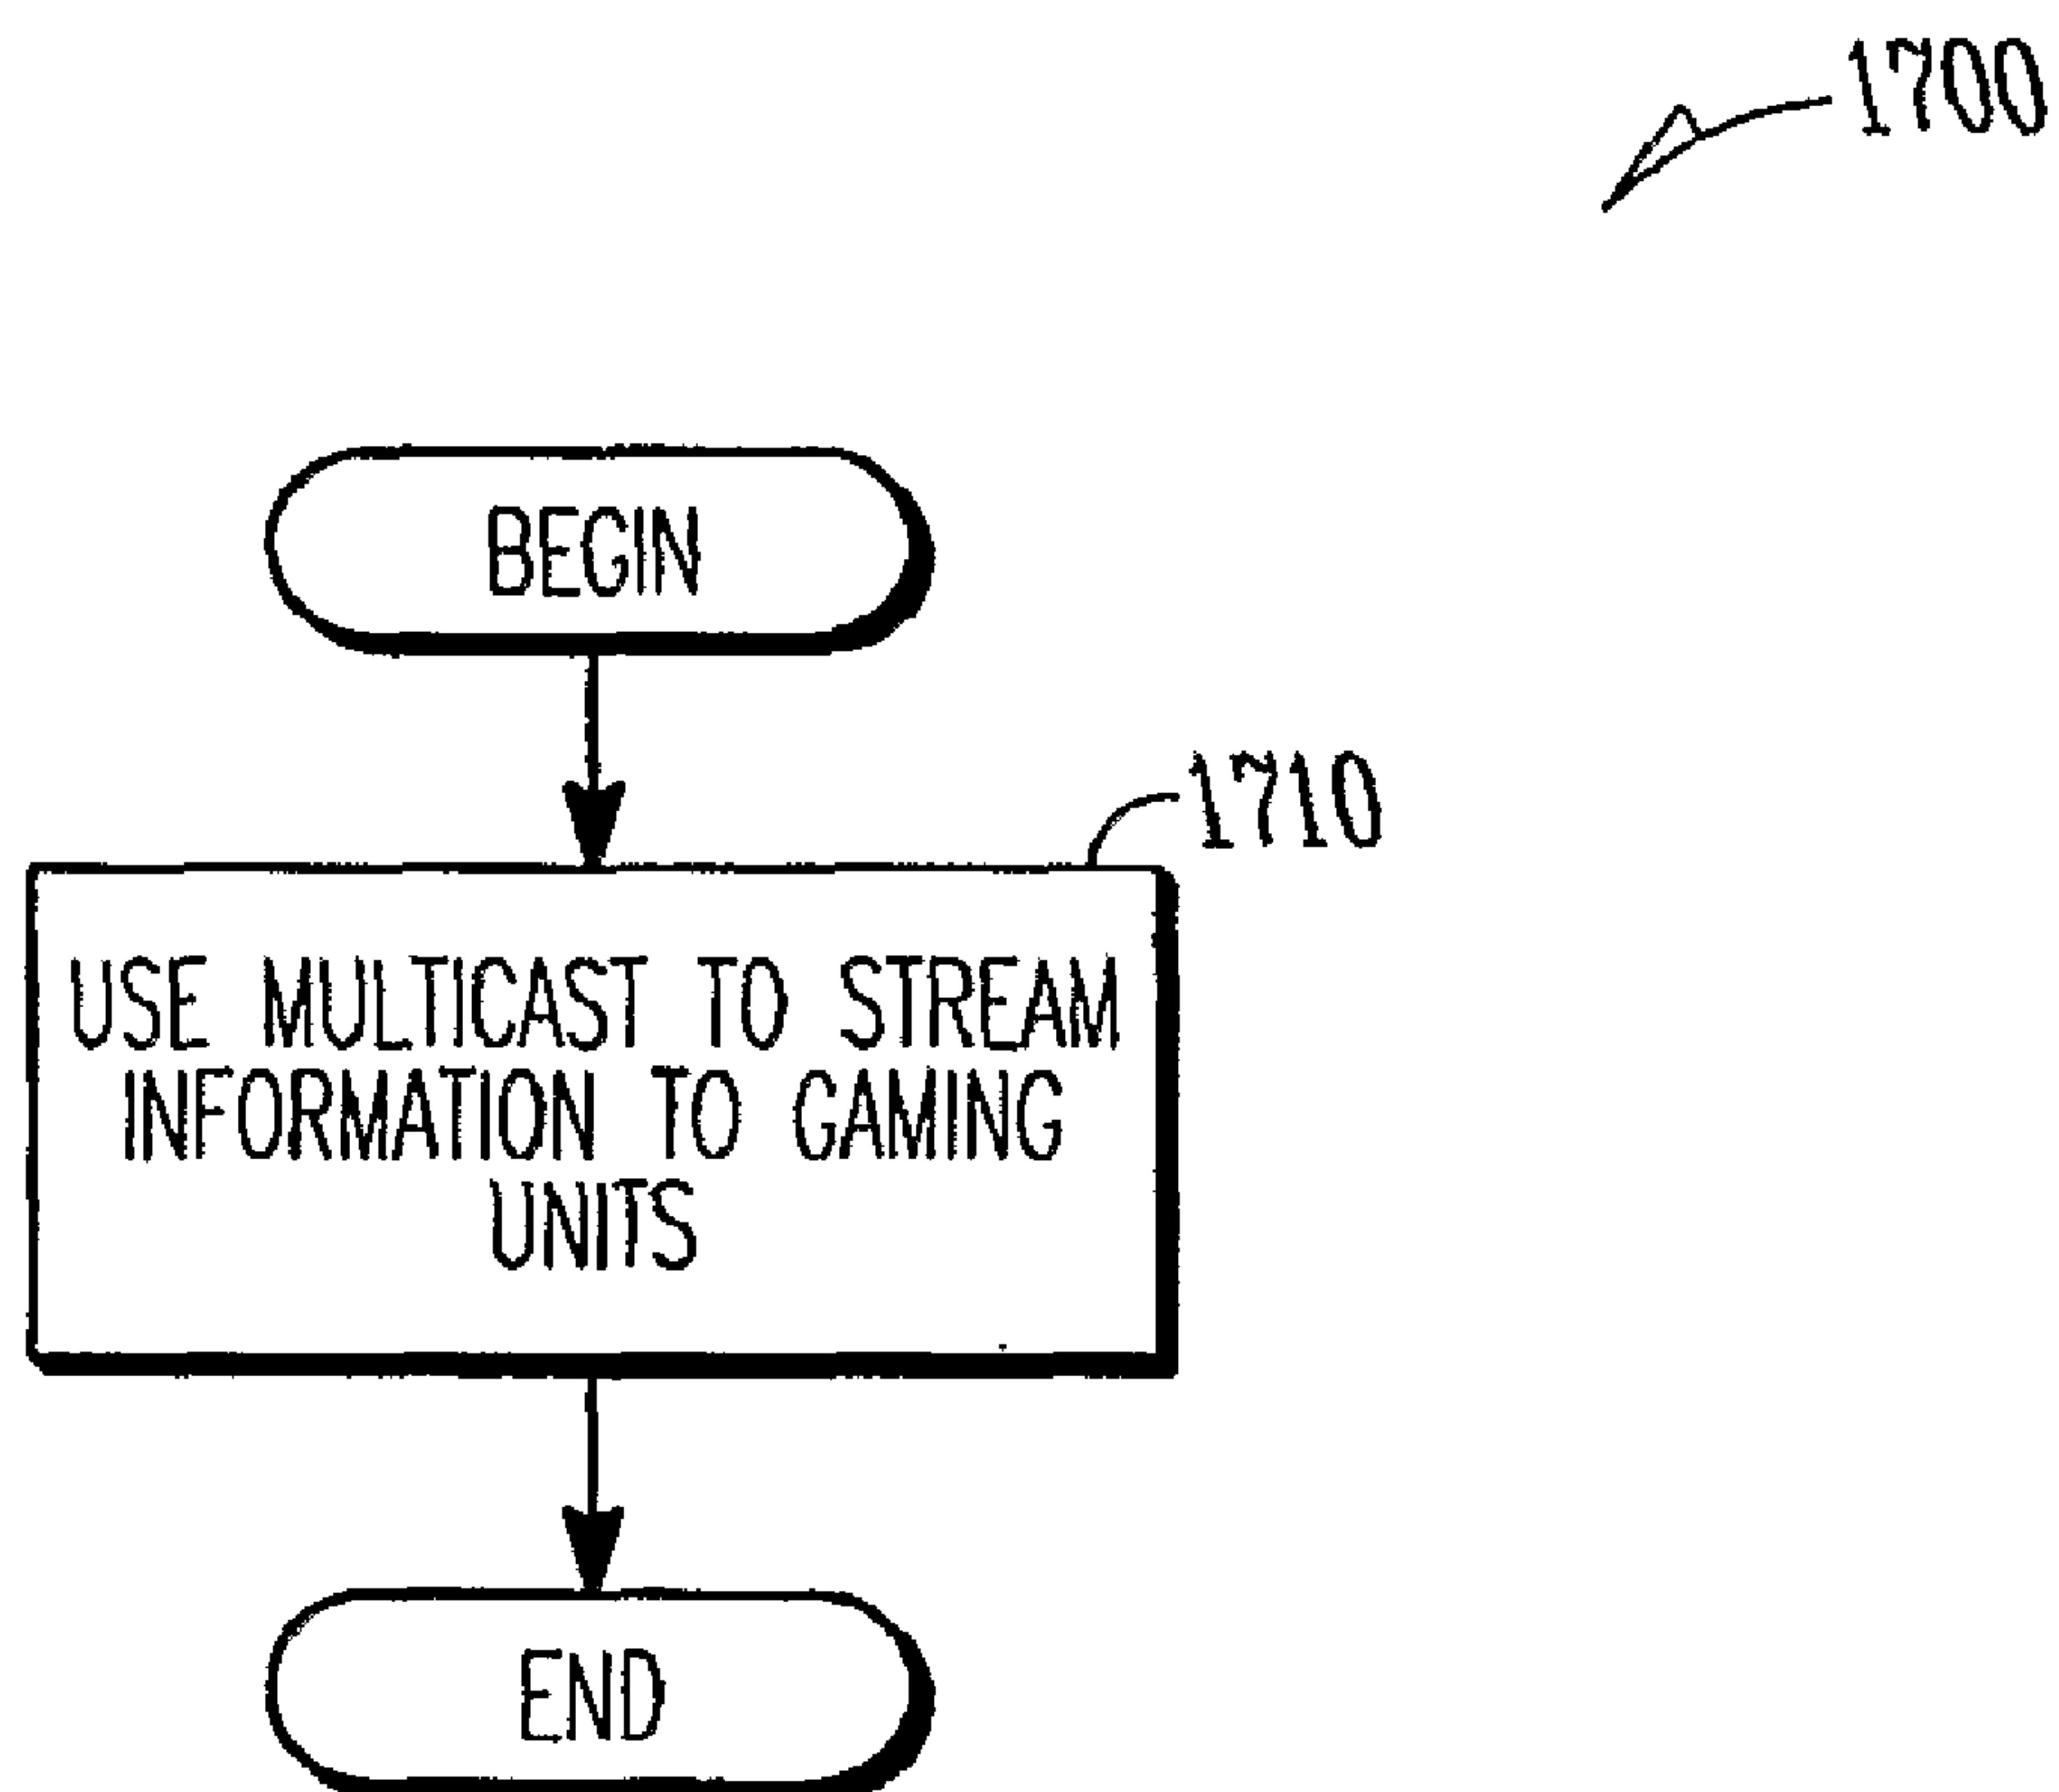 1700
BEGIN
1710
USE MULTICAST TO STREAM
INFORMATION TO GAMING
UNITS
END